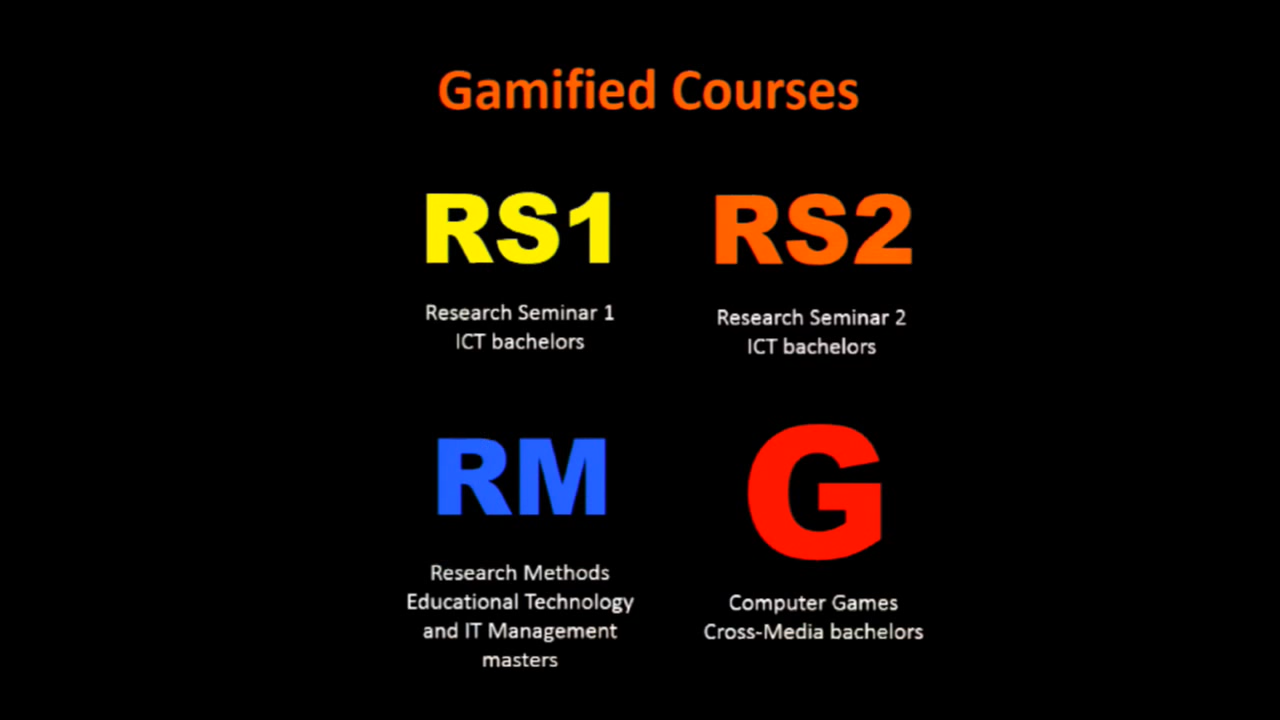 Gamified Courses
RS1
Research Seminar 1
ICT bachelors
RS2
Research Seminar 2
ICT bachelors
RM
Research Methods
Educational Technology
and IT Management
masters
G
Computer Games
Cross-Media bachelors